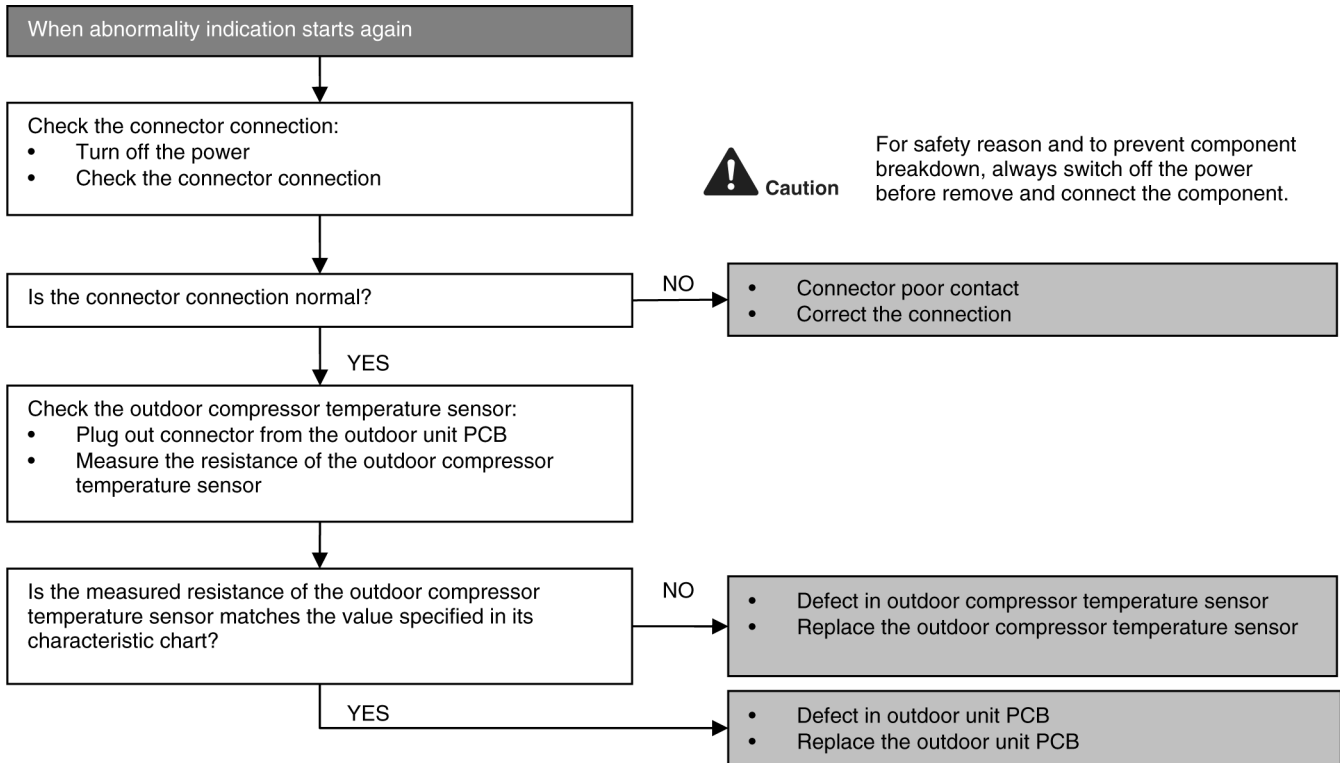 When abnormality indication starts again
Check the connector connection:
• Turn off the power
• Check the connector connection
Caution
For safety reason and to prevent component
breakdown, always switch off the power
before remove and connect the component.
Is the connector connection normal?
NO
• Connector poor contact
• Correct the connection
YES
Check the outdoor compressor temperature sensor:
• Plug out connector from the outdoor unit PCB
• Measure the resistance of the outdoor compressor
temperature sensor
Is the measured resistance of the outdoor compressor
temperature sensor matches the value specified in its
characteristic chart?
NO
• Defect in outdoor compressor temperature sensor
• Replace the outdoor compressor temperature sensor
YES
• Defect in outdoor unit PCB
• Replace the outdoor unit PCB